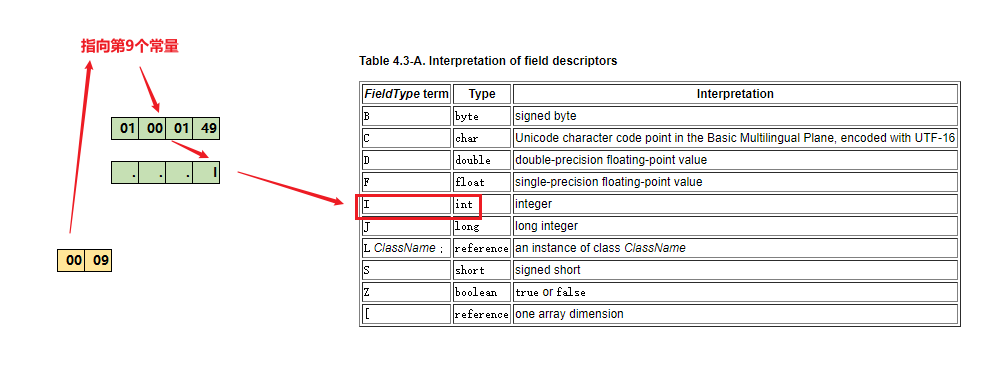 指向第9个常量
01 00 01 49
. . . I
00 09
Table 4.3-A. Interpretation of field descriptors
FieldType term Type Interpretation
B byte signed byte
C char Unicode character code point in the Basic Multilingual Plane, encoded with UTF-16
D double double-precision floating-point value
F float single-precision floating-point value
I int integer
J long long integer
L ClassName ; reference an instance of class ClassName
S short signed short
Z boolean true or false
[ reference one array dimension